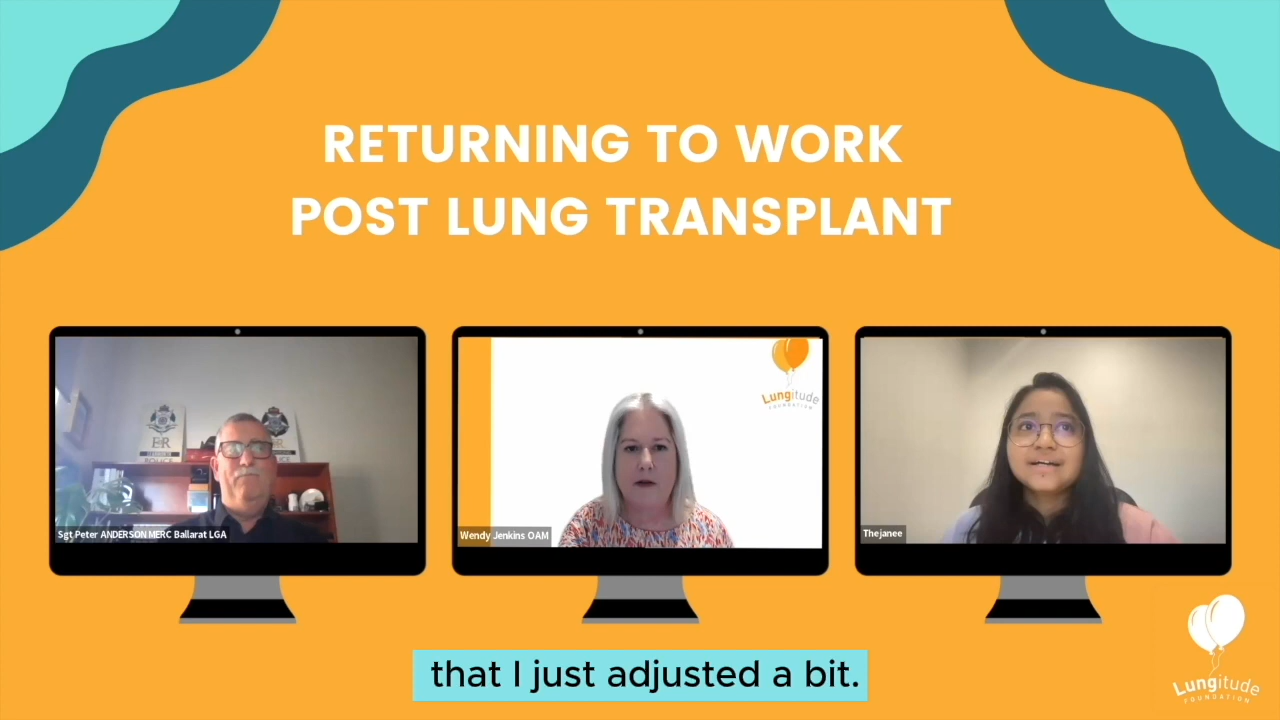 RETURNING TO WORK
POST LUNG TRANSPLANT
Lungitude
FOUNDATION
Sgt Peter ANDERSON MERC Ballarat LGA
Wendy Jenkins OAM
Thejanee
that I just adjusted a bit.
Lungitude
FOUNDATION